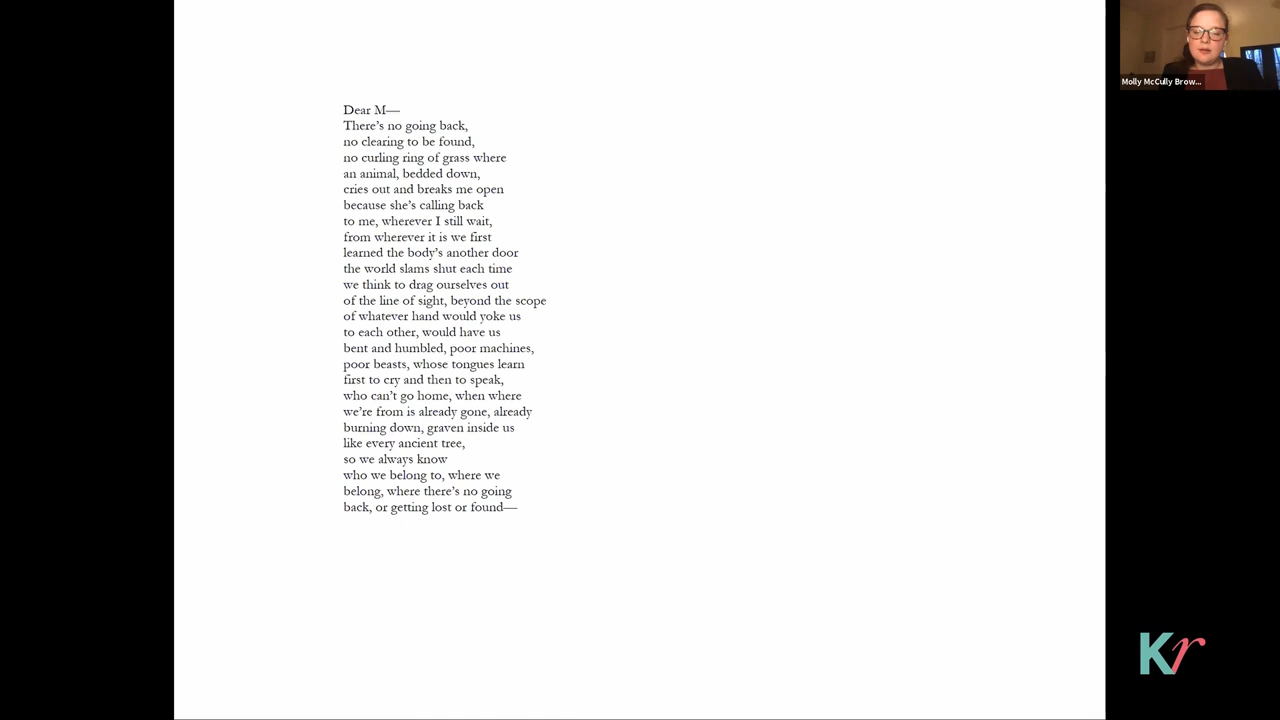 Dear M—
There's no going back,
no clearing to be found,
no curling ring of grass where
an animal, bedded down,
cries out and breaks me open
because she's calling back
to me, wherever I still wait,
from wherever it is we first
learned the body's another door
the world slams shut each time
we think to drag ourselves out
of the line of sight, beyond the scope
of whatever hand would yoke us
to each other, would have us
bent and humbled, poor machines,
poor beasts, whose tongues learn
first to cry and then to speak,
who can't go home, when where
we're from is already gone, already
burning down, graven inside us
like every ancient tree,
so we always know
who we belong to, where we
belong, where there's no going
back, or getting lost or found—
Molly McCully Brow...
Kr